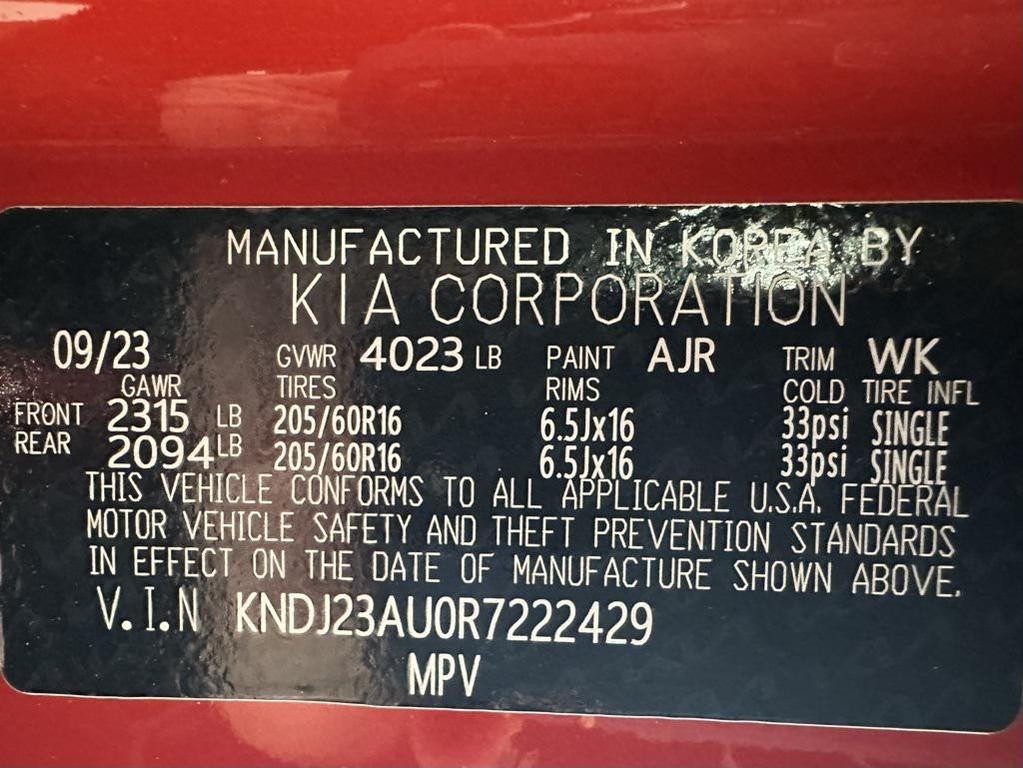 MANUFACTURED IN KOREA BY
KIA CORPORATION
09/23 GVWR 4023 LB PAINT AJR TRIM WK
GAWR TIRES RIMS COLD TIRE INFL
FRONT 2315 LB 205/60R16 6.5Jx16 33psi SINGLE
REAR 2094 LB 205/60R16 6.5Jx16 33psi SINGLE
THIS VEHICLE CONFORMS TO ALL APPLICABLE U.S.A. FEDERAL
MOTOR VEHICLE SAFETY AND THEFT PREVENTION STANDARDS
IN EFFECT ON THE DATE OF MANUFACTURE SHOWN ABOVE.
V.I.N KNDJ23AU0R7222429
MPV